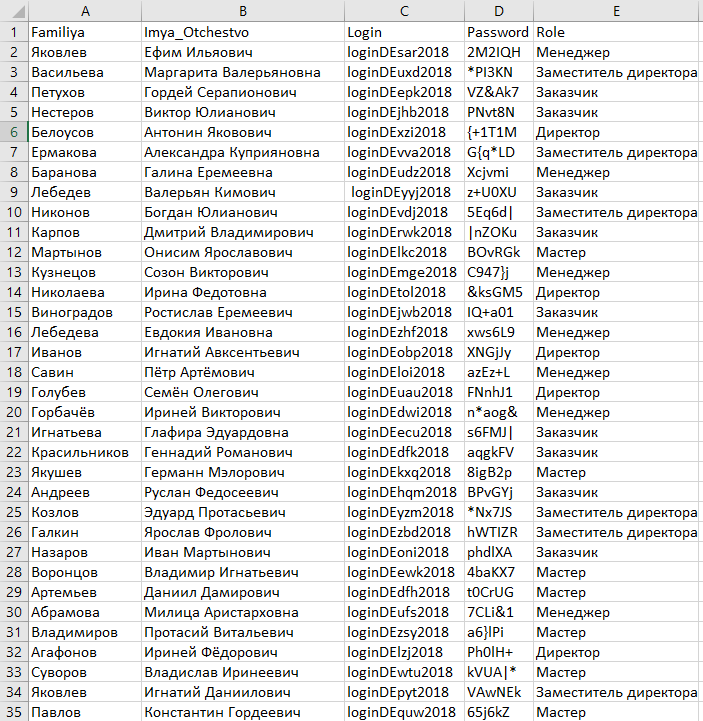 A B C D E
1 Familiya Imya_Otchestvo Login Password Role
2 Яковлев Ефим Ильяович loginDEsar2018 2M2IQH Менеджер
3 Васильева Маргарита Валерьяновна loginDEuxd2018 *PI3KN Заместитель директора
4 Петухов Гордей Серапионович loginDEepk2018 VZ&Ak7 Заказчик
5 Нестеров Виктор Юлианович loginDEjhb2018 PNvt8N Заказчик
6 Белоусов Антонин Яковович loginDExzi2018 {+1T1M Директор
7 Ермакова Александра Куприяновна loginDEvva2018 G{q*LD Заместитель директора
8 Баранова Галина Еремеевна loginDEudz2018 Xcjvmi Менеджер
9 Лебедев Валерьян Кимович loginDEyyj2018 z+U0XU Заказчик
10 Никонов Богдан Юлианович loginDEvdj2018 5Eq6d| Заместитель директора
11 Карпов Дмитрий Владимирович loginDErwk2018 |nZOKu Заказчик
12 Мартынов Онисим Ярославович loginDElkc2018 BOvRGk Мастер
13 Кузнецов Созон Викторович loginDEmge2018 C947}j Менеджер
14 Николаева Ирина Федотовна loginDEtol2018 &ksGM5 Директор
15 Виноградов Ростислав Еремеевич loginDEjwb2018 IQ+a01 Заказчик
16 Лебедева Евдокия Ивановна loginDEzhf2018 xws6L9 Менеджер
17 Иванов Игнатий Авксентьевич loginDEobp2018 XNGjJy Директор
18 Савин Пётр Артёмович loginDEloi2018 azEz+L Менеджер
19 Голубев Семён Олегович loginDEuau2018 FNnhJ1 Директор
20 Горбачёв Ириней Викторович loginDEdwi2018 n*aog& Менеджер
21 Игнатьева Глафира Эдуардовна loginDEecu2018 s6FMJ| Заказчик
22 Красильников Геннадий Романович loginDEdfk2018 aqgkFV Заказчик
23 Якушев Германн Мэлорович loginDEkxq2018 8igB2p Мастер
24 Андреев Руслан Федосеевич loginDEhqm2018 BPvGYj Заказчик
25 Козлов Эдуард Протасьевич loginDEyzm2018 *Nx7JS Заместитель директора
26 Галкин Ярослав Фролович loginDEzbd2018 hWTIZR Заместитель директора
27 Назаров Иван Мартынович loginDEoni2018 phdlXA Заказчик
28 Воронцов Владимир Игнатьевич loginDEewk2018 4baKX7 Мастер
29 Артемьев Даниил Дамирович loginDEdfh2018 t0CrUG Мастер
30 Абрамова Милица Аристарховна loginDEufs2018 7CLi&1 Менеджер
31 Владимиров Протасий Витальевич loginDEzsy2018 a6}lPi Мастер
32 Агафонов Ириней Фёдорович loginDElzj2018 Ph0lH+ Директор
33 Суворов Владислав Иринеевич loginDEwtu2018 kVUA|* Мастер
34 Яковлев Игнатий Даниилович loginDEpyt2018 VAwNEk Заместитель директора
35 Павлов Константин Гордеевич loginDEquw2018 65j6kZ Мастер